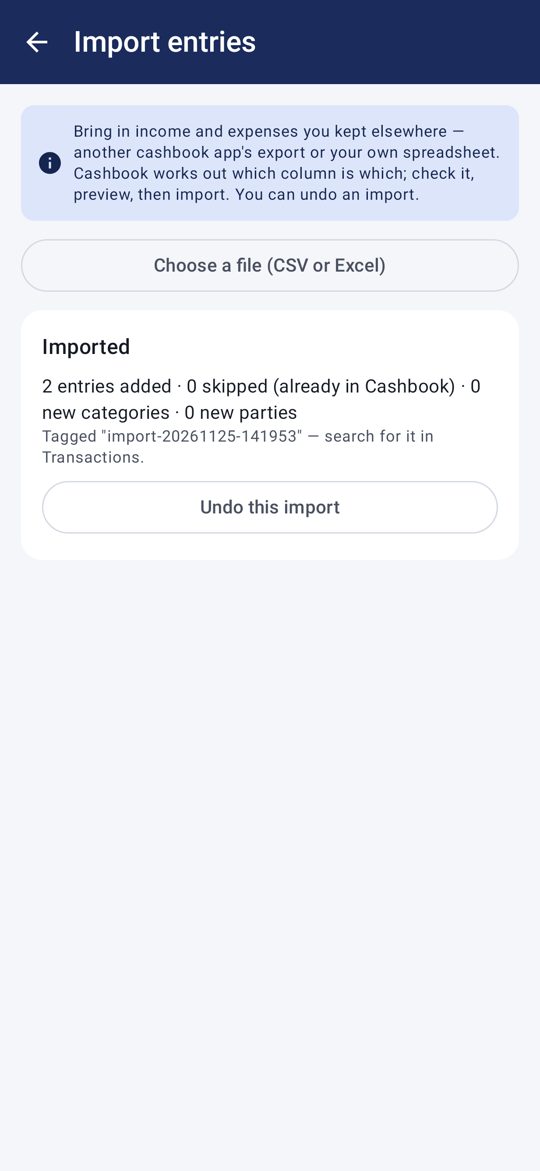 Import entries
Bring in income and expenses you kept elsewhere —
another cashbook app's export or your own spreadsheet.
Cashbook works out which column is which; check it,
preview, then import. You can undo an import.
Choose a file (CSV or Excel)
Imported
2 entries added · 0 skipped (already in Cashbook) · 0
new categories · 0 new parties
Tagged "import-20261125-141953" — search for it in
Transactions.
Undo this import